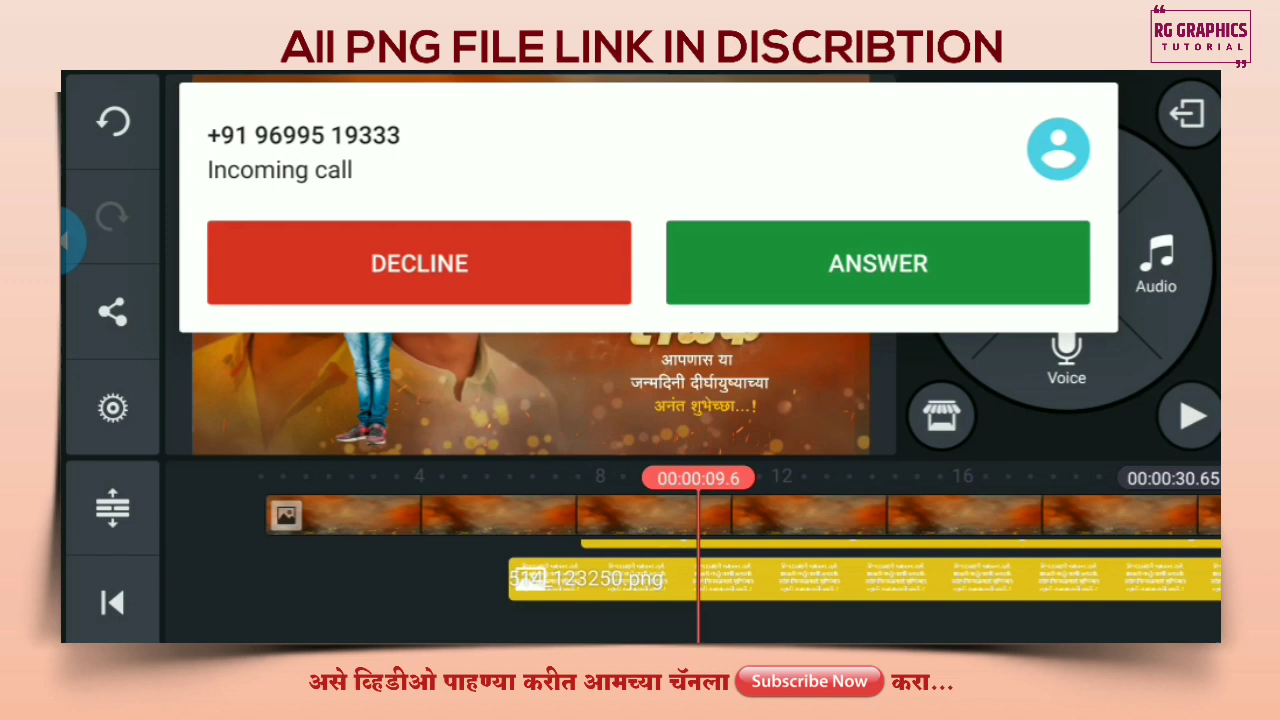 All PNG FILE LINK IN DISCRIBTION
RG GRAPHICS
TUTORIAL
+91 96995 19333
Incoming call
DECLINE
ANSWER
Audio
Voice
आपणास या
जन्मदिनी दीर्घायुष्याच्या
अनंत शुभेच्छा...!
4
8
00:00:09.6
12
16
00:00:30.65
514_123250.png
असे व्हिडीओ पाहण्या करीत आमच्या चॅनला Subscribe Now करा...